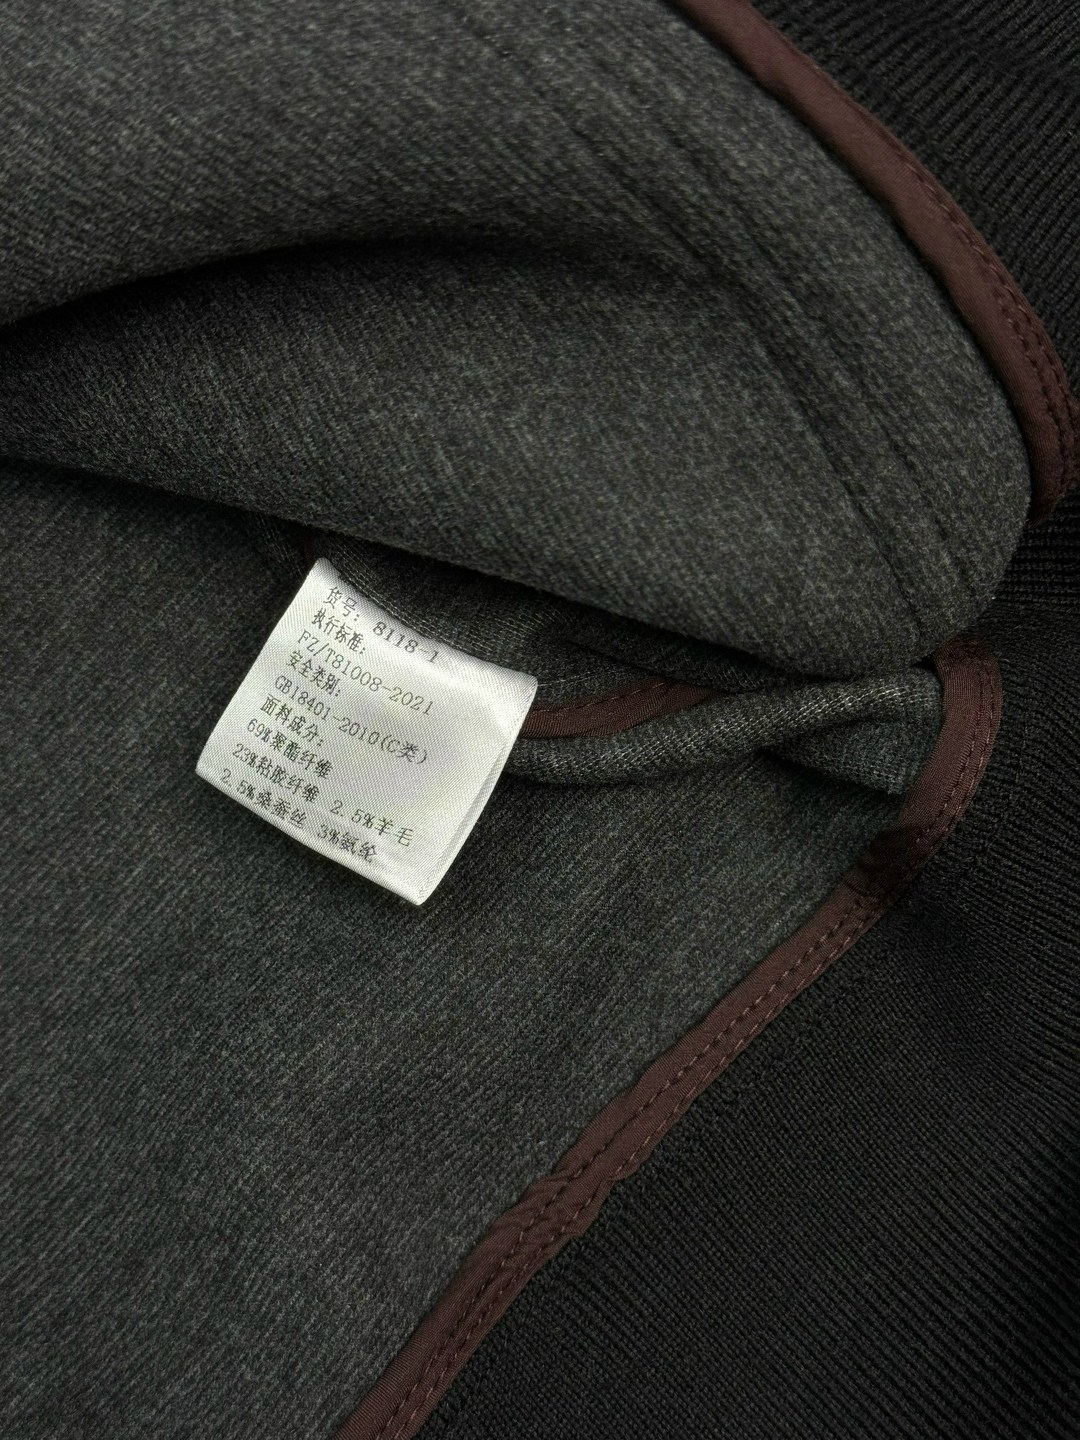 货号: 8118-1
执行标准:
FZ/T81008-2021
安全类别:
GB18401-2010(C类)
面料成分:
69%聚酯纤维
23%粘胶纤维 2.5%羊毛
2.5%桑蚕丝 3%氨纶